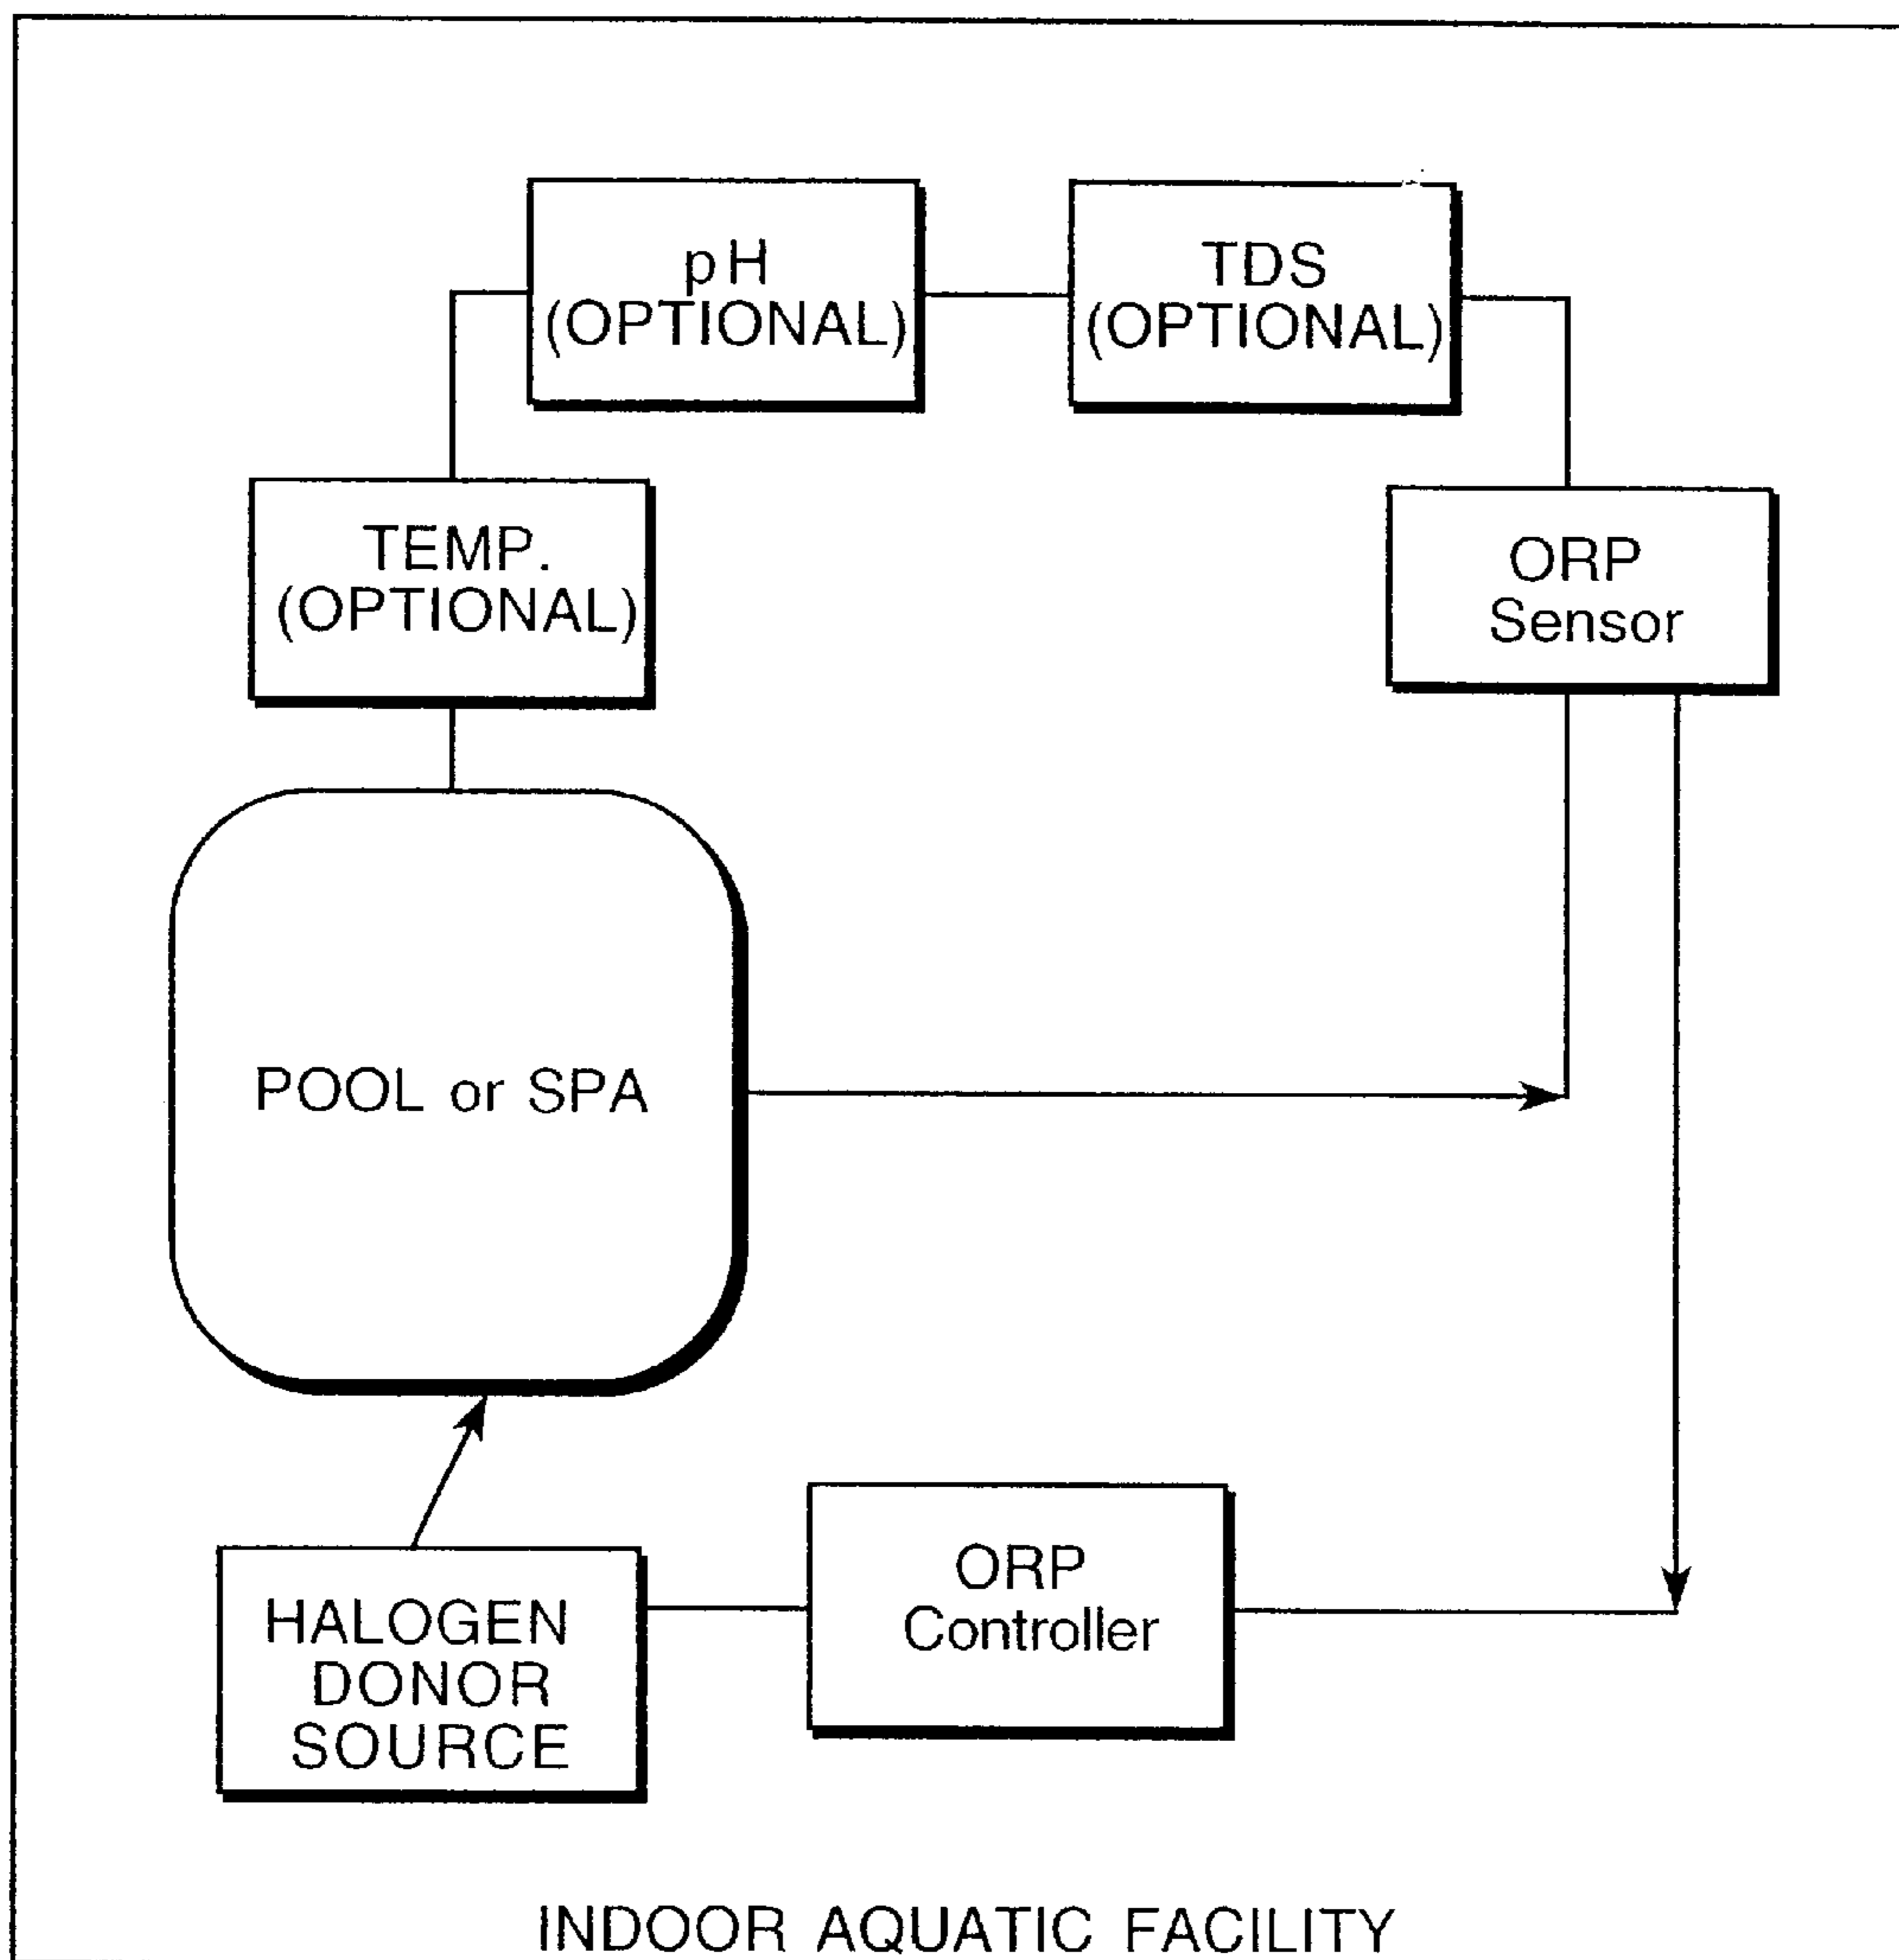 pH
(OPTIONAL)
TDS
(OPTIONAL)
TEMP.
(OPTIONAL)
ORP
Sensor
POOL or SPA
ORP
Controller
HALOGEN
DONOR
SOURCE
INDOOR AQUATIC FACILITY